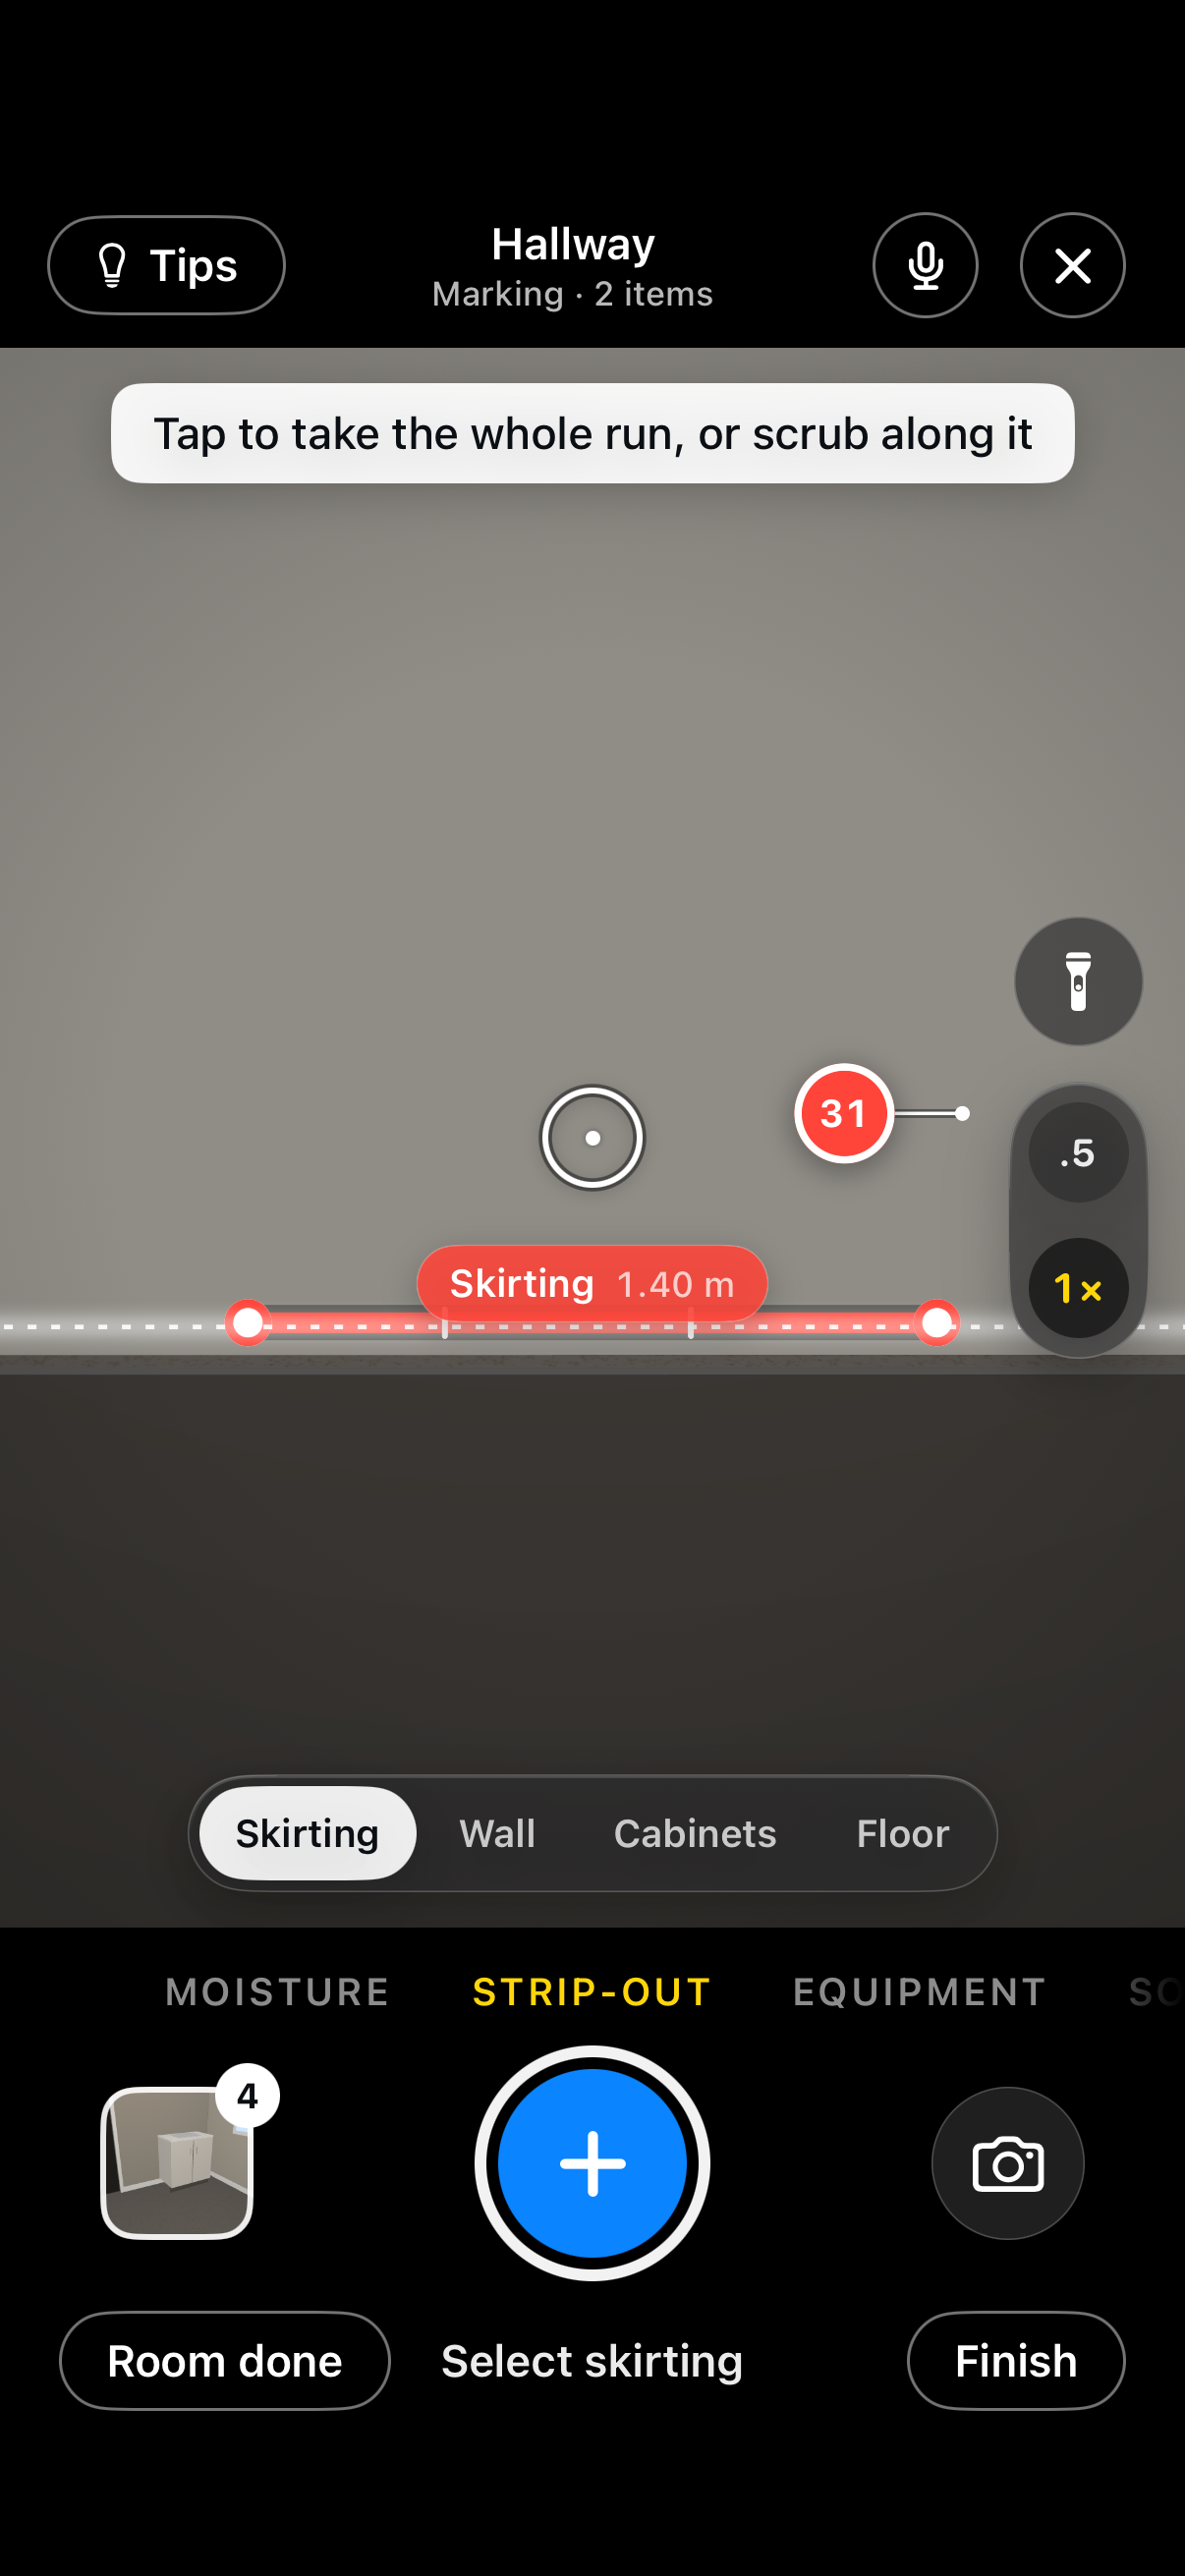 Tips
Hallway
Marking · 2 items
Tap to take the whole run, or scrub along it
31
.5
Skirting 1.40 m
1×
Skirting Wall Cabinets Floor
MOISTURE STRIP-OUT EQUIPMENT
4
Room done Select skirting Finish